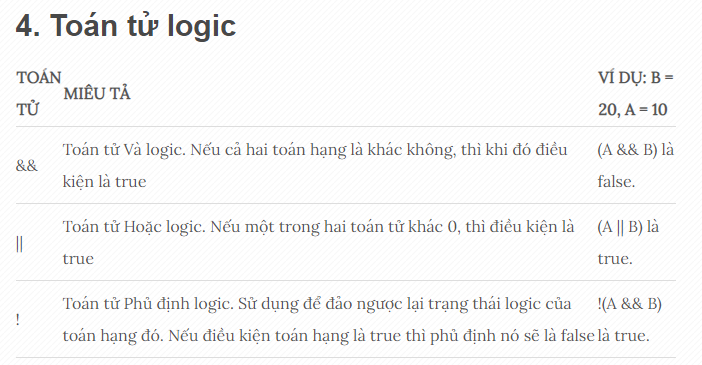 4. Toán tử logic
TOÁN TỬ
MIÊU TẢ
VÍ DỤ: B =
20, A = 10
&&
Toán tử Và logic. Nếu cả hai toán hạng là khác không, thì khi đó điều
kiện là true
(A && B) là
false.
||
Toán tử Hoặc logic. Nếu một trong hai toán tử khác 0, thì điều kiện là
true
(A || B) là
true.
!
Toán tử Phủ định logic. Sử dụng để đảo ngược lại trạng thái logic của
toán hạng đó. Nếu điều kiện toán hạng là true thì phủ định nó sẽ là false
!(A && B)
là true.